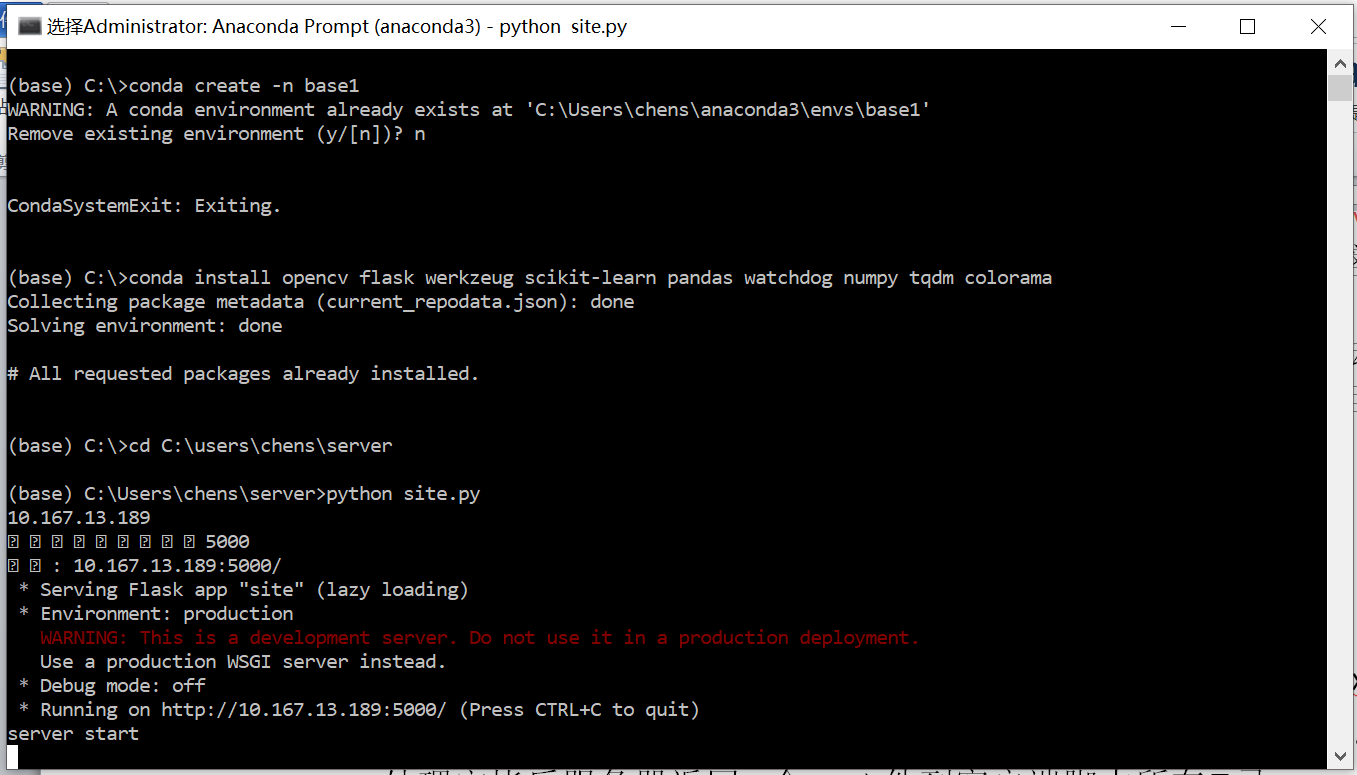 选择Administrator: Anaconda Prompt (anaconda3) - python  site.py
(base) C:\>conda create -n base1
WARNING: A conda environment already exists at 'C:\Users\chens\anaconda3\envs\base1'
Remove existing environment (y/[n])? n
CondaSystemExit: Exiting.
(base) C:\>conda install opencv flask werkzeug scikit-learn pandas watchdog numpy tqdm colorama
Collecting package metadata (current_repodata.json): done
Solving environment: done
# All requested packages already installed.
(base) C:\>cd C:\users\chens\server
(base) C:\Users\chens\server>python site.py
10.167.13.189
5000
: 10.167.13.189:5000/
* Serving Flask app "site" (lazy loading)
* Environment: production
WARNING: This is a development server. Do not use it in a production deployment.
Use a production WSGI server instead.
* Debug mode: off
* Running on http://10.167.13.189:5000/ (Press CTRL+C to quit)
server start